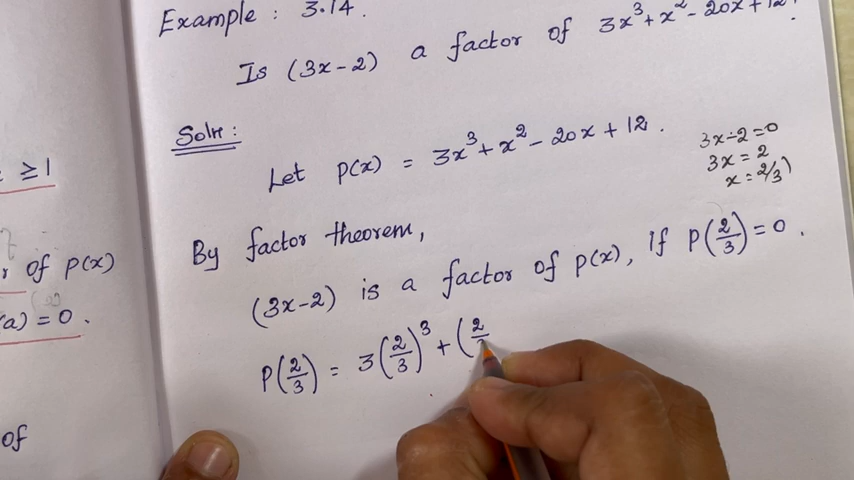 Example : 3.14.
Is (3x-2) a factor of 3x³+x²-20x+12.
Soln :
Let P(x) = 3x³+x²-20x+12.
3x-2=0
3x=2
x=2/3
By factor theorem,
(3x-2) is a factor of P(x), if P(2/3)=0.
P(2/3) = 3(2/3)³+(2
≥1
of P(x)
(a)=0.
of